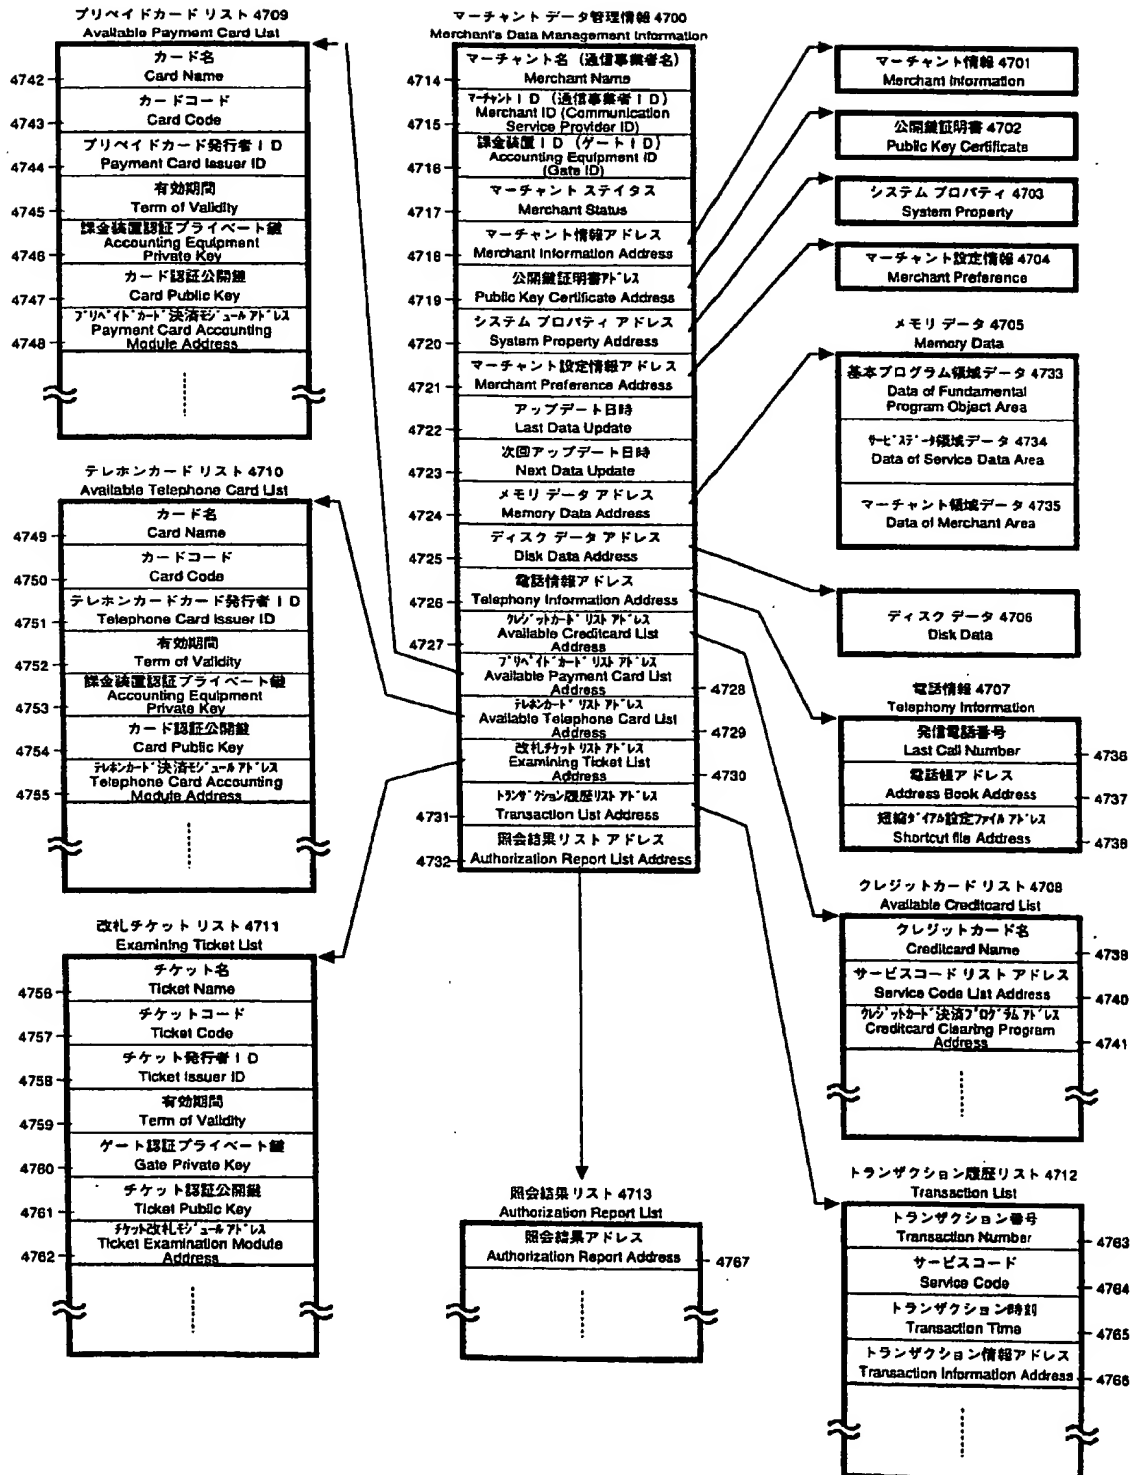 プリペイドカード リスト 4709
Available Payment Card List
4742
カード名
Card Name
4743
カードコード
Card Code
4744
プリペイドカード発行者ID
Payment Card Issuer ID
4745
有効期間
Term of Validity
4746
課金装置認証プライベート鍵
Accounting Equipment
Private Key
4747
カード認証公開鍵
Card Public Key
4748
プリペイドカード決済モジュールアドレス
Payment Card Accounting
Module Address
テレホンカード リスト 4710
Available Telephone Card List
4749
カード名
Card Name
4750
カードコード
Card Code
4751
テレホンカードカード発行者ID
Telephone Card Issuer ID
4752
有効期間
Term of Validity
4753
課金装置認証プライベート鍵
Accounting Equipment
Private Key
4754
カード認証公開鍵
Card Public Key
4755
テレホンカード決済モジュールアドレス
Telephone Card Accounting
Module Address
改札チケット リスト 4711
Examining Ticket List
4756
チケット名
Ticket Name
4757
チケットコード
Ticket Code
4758
チケット発行者ID
Ticket Issuer ID
4759
有効期間
Term of Validity
4760
ゲート認証プライベート鍵
Gate Private Key
4761
チケット認証公開鍵
Ticket Public Key
4762
チケット改札モジュールアドレス
Ticket Examination Module
Address
マーチャント データ管理情報 4700
Merchant's Data Management Information
4714
マーチャント名 (通信事業者名)
Merchant Name
4715
マーチャントID (通信事業者ID)
Merchant ID (Communication
Service Provider ID)
4716
課金装置ID (ゲートID)
Accounting Equipment ID
(Gate ID)
4717
マーチャント ステイタス
Merchant Status
4718
マーチャント情報アドレス
Merchant Information Address
4719
公開鍵証明書アドレス
Public Key Certificate Address
4720
システム プロパティ アドレス
System Property Address
4721
マーチャント設定情報アドレス
Merchant Preference Address
4722
アップデート日時
Last Data Update
4723
次回アップデート日時
Next Data Update
4724
メモリ データ アドレス
Memory Data Address
4725
ディスク データ アドレス
Disk Data Address
4726
電話情報アドレス
Telephony Information Address
4727
クレジットカード リスト アドレス
Available Creditcard List
Address
プリペイドカード リスト アドレス
Available Payment Card List
Address
4728
テレホンカード リスト アドレス
Available Telephone Card List
Address
4729
改札チケット リスト アドレス
Examining Ticket List
Address
4730
4731
トランザクション履歴リスト アドレス
Transaction List Address
4732
照会結果リスト アドレス
Authorization Report List Address
照会結果リスト 4713
Authorization Report List
照会結果アドレス
Authorization Report Address
4767
マーチャント情報 4701
Merchant Information
公開鍵証明書 4702
Public Key Certificate
システム プロパティ 4703
System Property
マーチャント設定情報 4704
Merchant Preference
メモリ データ 4705
Memory Data
基本プログラム領域データ 4733
Data of Fundamental
Program Object Area
サービスデータ領域データ 4734
Data of Service Data Area
マーチャント領域データ 4735
Data of Merchant Area
ディスク データ 4706
Disk Data
電話情報 4707
Telephony Information
発信電話番号
Last Call Number
4736
電話帳アドレス
Address Book Address
4737
短縮ダイアル設定ファイル アドレス
Shortcut file Address
4738
クレジットカード リスト 4708
Available Creditcard List
クレジットカード名
Creditcard Name
4739
サービスコード リスト アドレス
Service Code List Address
4740
クレジットカード決済プログラム アドレス
Creditcard Clearing Program
Address
4741
トランザクション履歴リスト 4712
Transaction List
トランザクション番号
Transaction Number
4763
サービスコード
Service Code
4764
トランザクション時刻
Transaction Time
4765
トランザクション情報アドレス
Transaction Information Address
4766